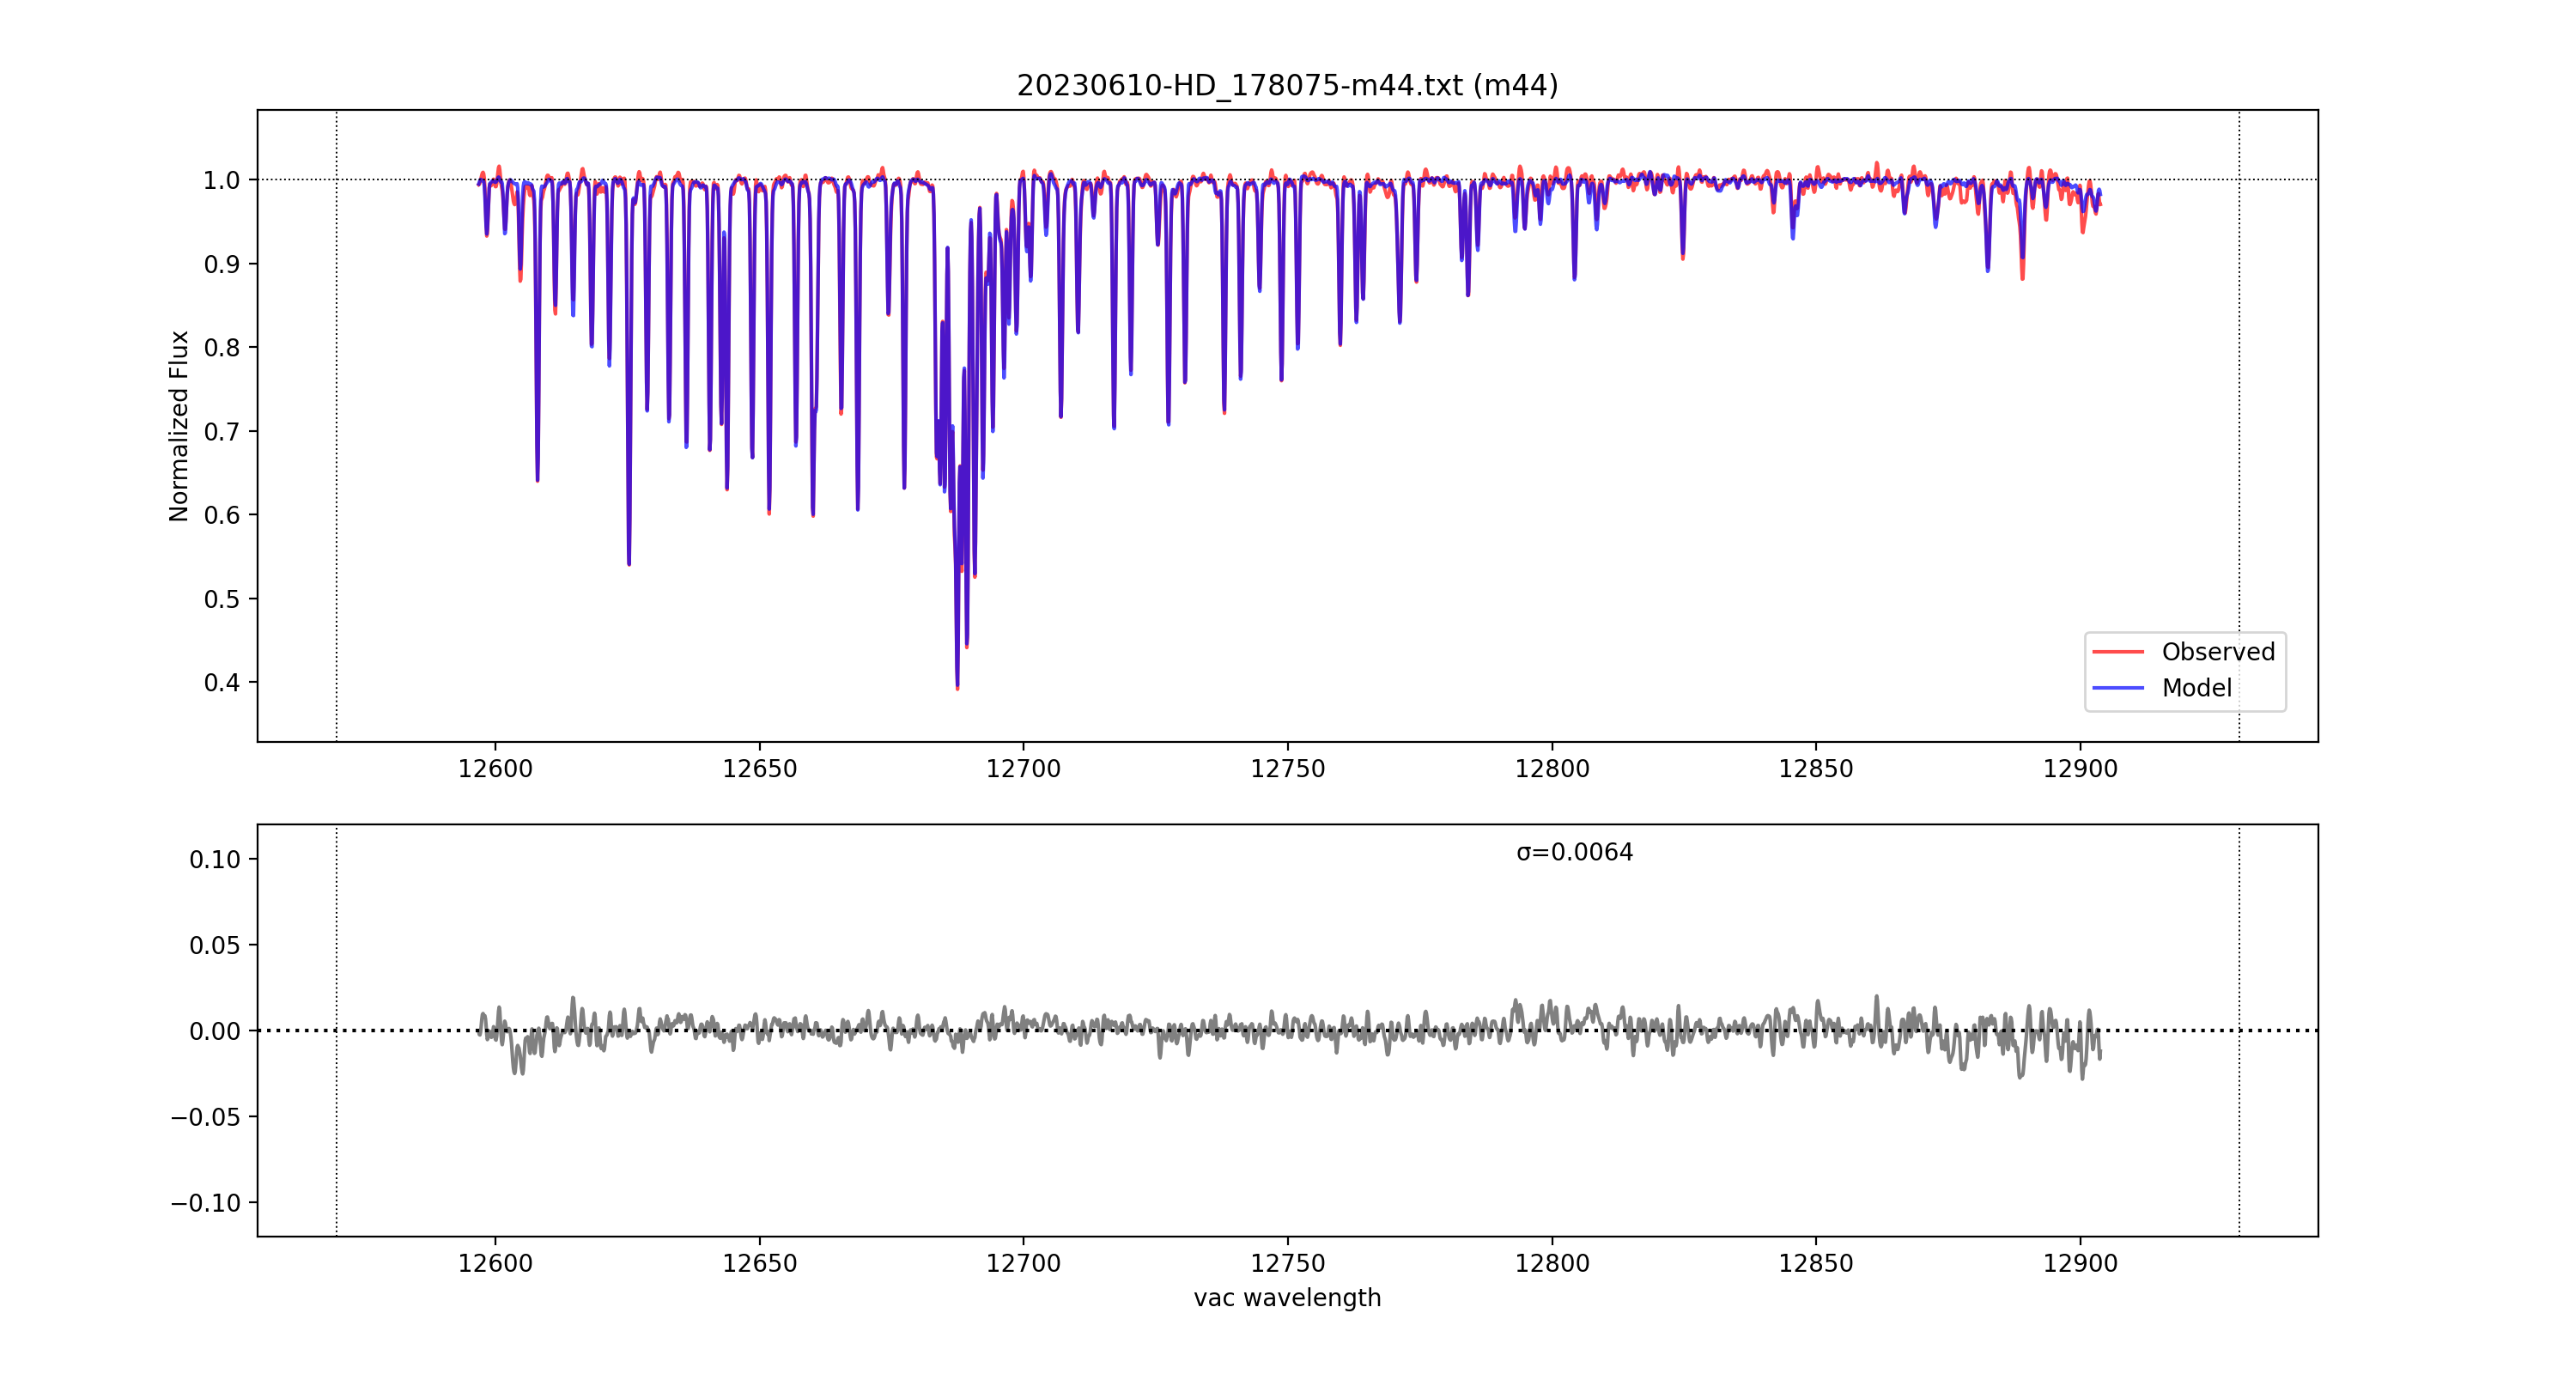 20230610-HD_178075-m44.txt (m44)
Normalized Flux
1.0
0.9
0.8
0.7
0.6
0.5
0.4
Observed
Model
12600 12650 12700 12750 12800 12850 12900
σ=0.0064
0.10
0.05
0.00
−0.05
−0.10
12600 12650 12700 12750 12800 12850 12900
vac wavelength